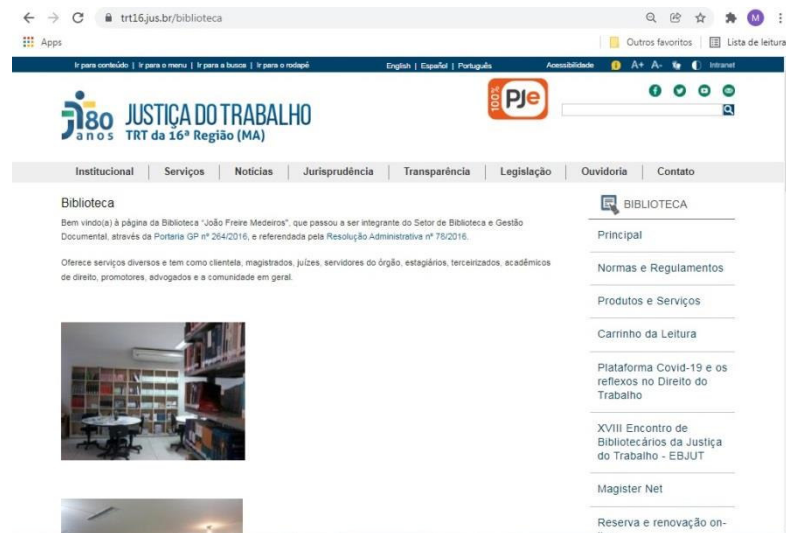 trt16.jus.br/biblioteca
M
Apps
Outros favoritos
Lista de leitura
Ir para conteúdo | Ir para o menu | Ir para a busca | Ir para o rodapé
English | Español | Português
Acessibilidade
A+ A-
Intranet
80
anos
JUSTIÇA DO TRABALHO
TRT da 16ª Região (MA)
100%
PJe
Institucional | Serviços | Notícias | Jurisprudência | Transparência | Legislação | Ouvidoria | Contato
Biblioteca
Bem vindo(a) à página da Biblioteca "João Freire Medeiros", que passou a ser integrante do Setor de Biblioteca e Gestão
Documental, através da Portaria GP nº 264/2016, e referendada pela Resolução Administrativa nº 76/2016.
Oferece serviços diversos e tem como clientela, magistrados, juízes, servidores do órgão, estagiários, terceirizados, acadêmicos
de direito, promotores, advogados e a comunidade em geral.
BIBLIOTECA
Principal
Normas e Regulamentos
Produtos e Serviços
Carrinho da Leitura
Plataforma Covid-19 e os
reflexos no Direito do
Trabalho
XVIII Encontro de
Bibliotecários da Justiça
do Trabalho - EBJUT
Magister Net
Reserva e renovação on-